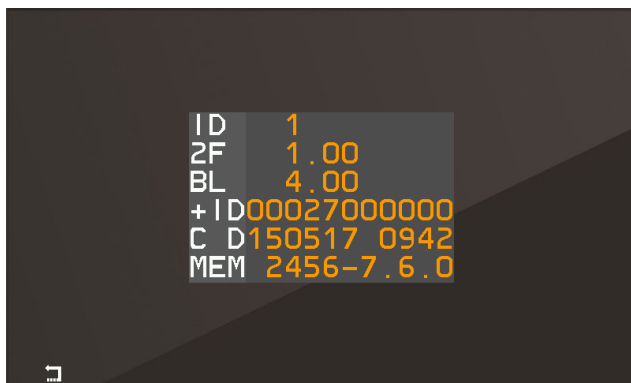 ID 1
2F 1.00
BL 4.00
+ID00027000000
C D150517 0942
MEM 2456-7.6.0